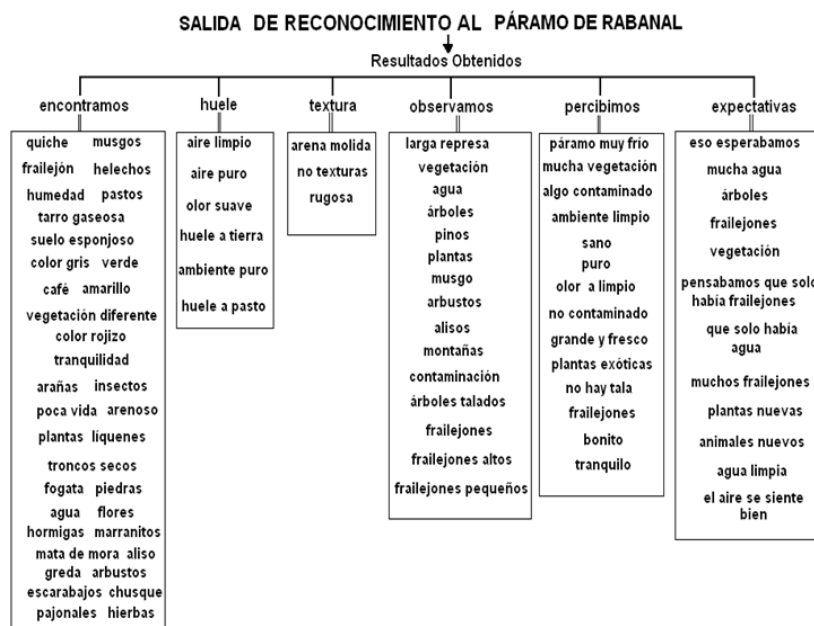 SALIDA DE RECONOCIMIENTO AL PÁRAMO DE RABANAL
Resultados Obtenidos
encontramos
quiche musgos
frailejón helechos
humedad pastos
tarro gaseosa
suelo esponjoso
color gris verde
café amarillo
vegetación diferente
color rojizo
tranquilidad
arañas insectos
poca vida arenoso
plantas líquenes
troncos secos
fogata piedras
agua flores
hormigas marranitos
mata de mora aliso
greda arbustos
escarabajos chusque
pajonales hierbas
huele
aire limpio
aire puro
olor suave
huele a tierra
ambiente puro
huele a pasto
textura
arena molida
no texturas
rugosa
observamos
larga represa
vegetación
agua
árboles
pinos
plantas
musgo
arbustos
alisos
montañas
contaminación
árboles talados
frailejones
frailejones altos
frailejones pequeños
percibimos
páramo muy frío
mucha vegetación
algo contaminado
ambiente limpio
sano
puro
olor a limpio
no contaminado
grande y fresco
plantas exóticas
no hay tala
frailejones
bonito
tranquilo
expectativas
eso esperabamos
mucha agua
árboles
frailejones
vegetación
pensabamos que solo
había frailejones
que solo había
agua
muchos frailejones
plantas nuevas
animales nuevos
agua limpia
el aire se siente
bien